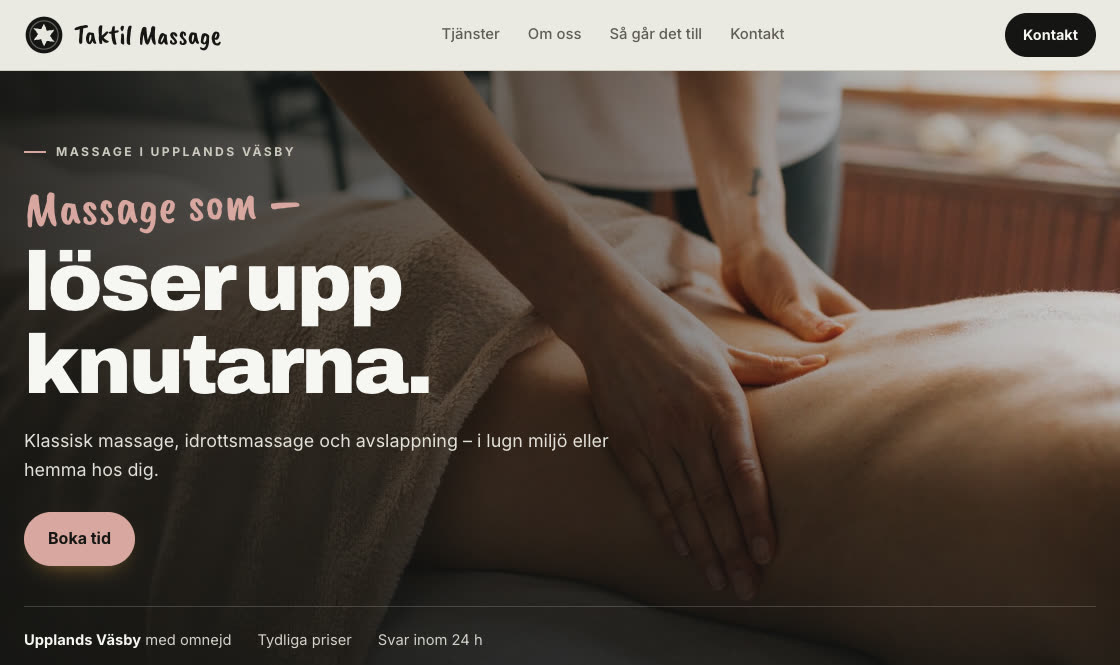 Taktil Massage
Tjänster Om oss Så går det till Kontakt
Kontakt
MASSAGE I UPPLANDS VÄSBY
Massage som –
löser upp
knutarna.
Klassisk massage, idrottsmassage och avslappning – i lugn miljö eller
hemma hos dig.
Boka tid
Upplands Väsby med omnejd Tydliga priser Svar inom 24 h